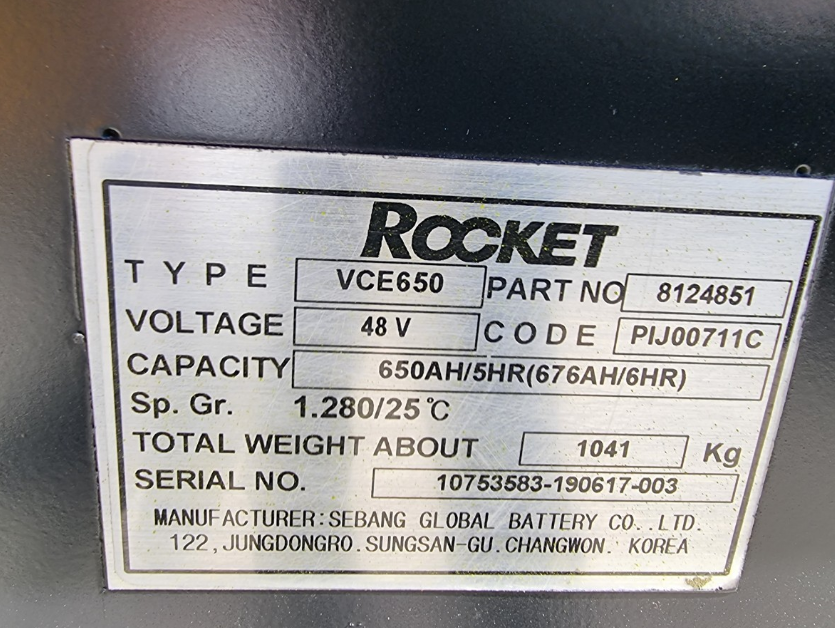 ROCKET
TYPE VCE650 PART NO 8124851
VOLTAGE 48 V CODE PIJ00711C
CAPACITY 650AH/5HR(676AH/6HR)
Sp. Gr. 1.280/25℃
TOTAL WEIGHT ABOUT 1041 Kg
SERIAL NO. 10753583-190617-003
MANUFACTURER:SEBANG GLOBAL BATTERY CO..LTD.
122,JUNGDONGRO.SUNGSAN-GU.CHANGWON. KOREA